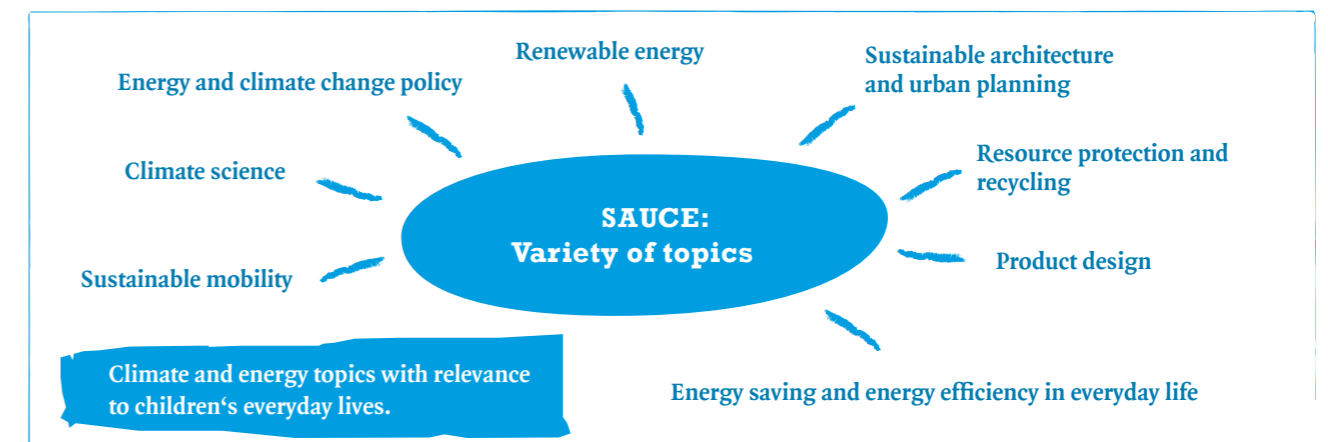 Renewable energy
Sustainable architecture
and urban planning
Energy and climate change policy
Resource protection and
recycling
Climate science
SAUCE:
Variety of topics
Product design
Sustainable mobility
Climate and energy topics with relevance
to children‘s everyday lives.
Energy saving and energy efficiency in everyday life